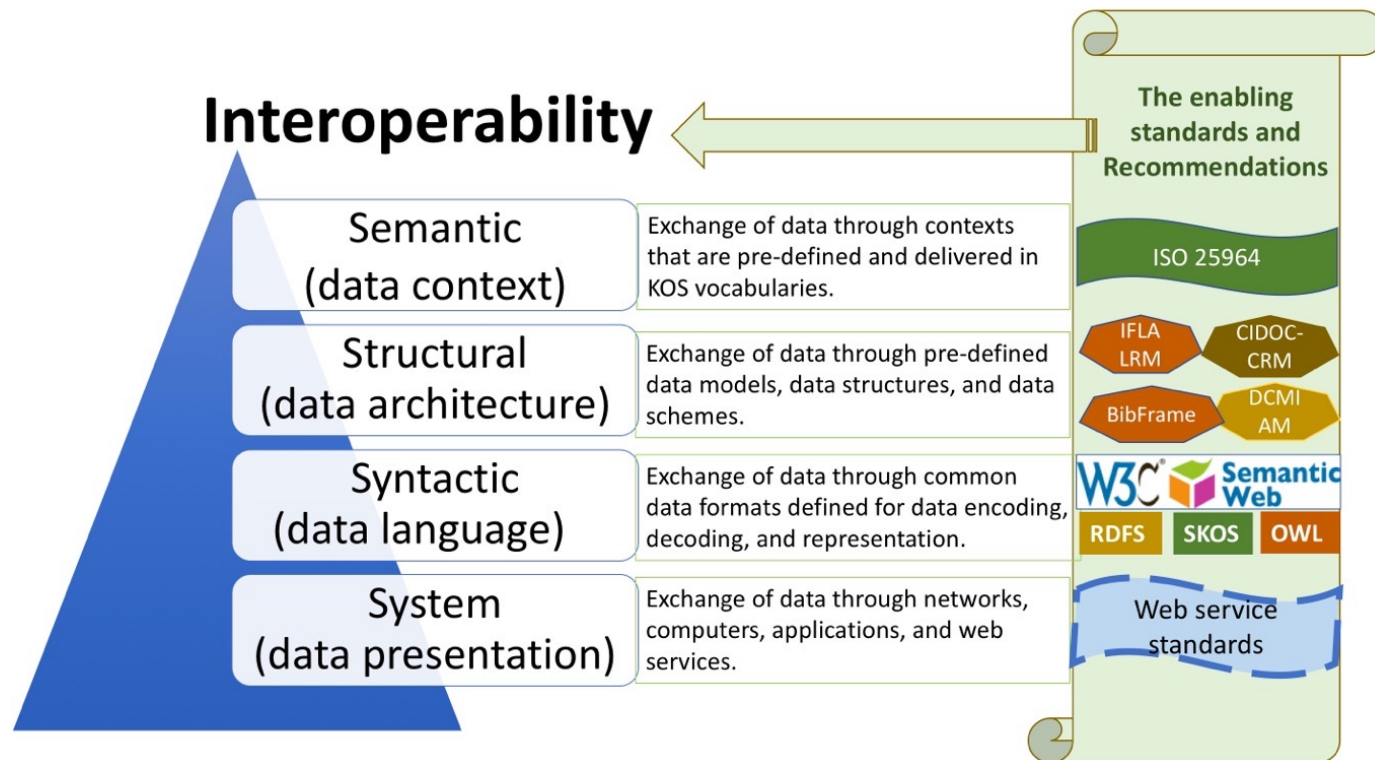 Interoperability
The enabling
standards and
Recommendations
Semantic
(data context)
Exchange of data through contexts
that are pre-defined and delivered in
KOS vocabularies.
ISO 25964
Structural
(data architecture)
Exchange of data through pre-defined
data models, data structures, and data
schemes.
IFLA
LRM
CIDOC-
CRM
BibFrame
DCMI
AM
Syntactic
(data language)
Exchange of data through common
data formats defined for data encoding,
decoding, and representation.
W3C®
Semantic
Web
RDFS
SKOS
OWL
System
(data presentation)
Exchange of data through networks,
computers, applications, and web
services.
Web service
standards